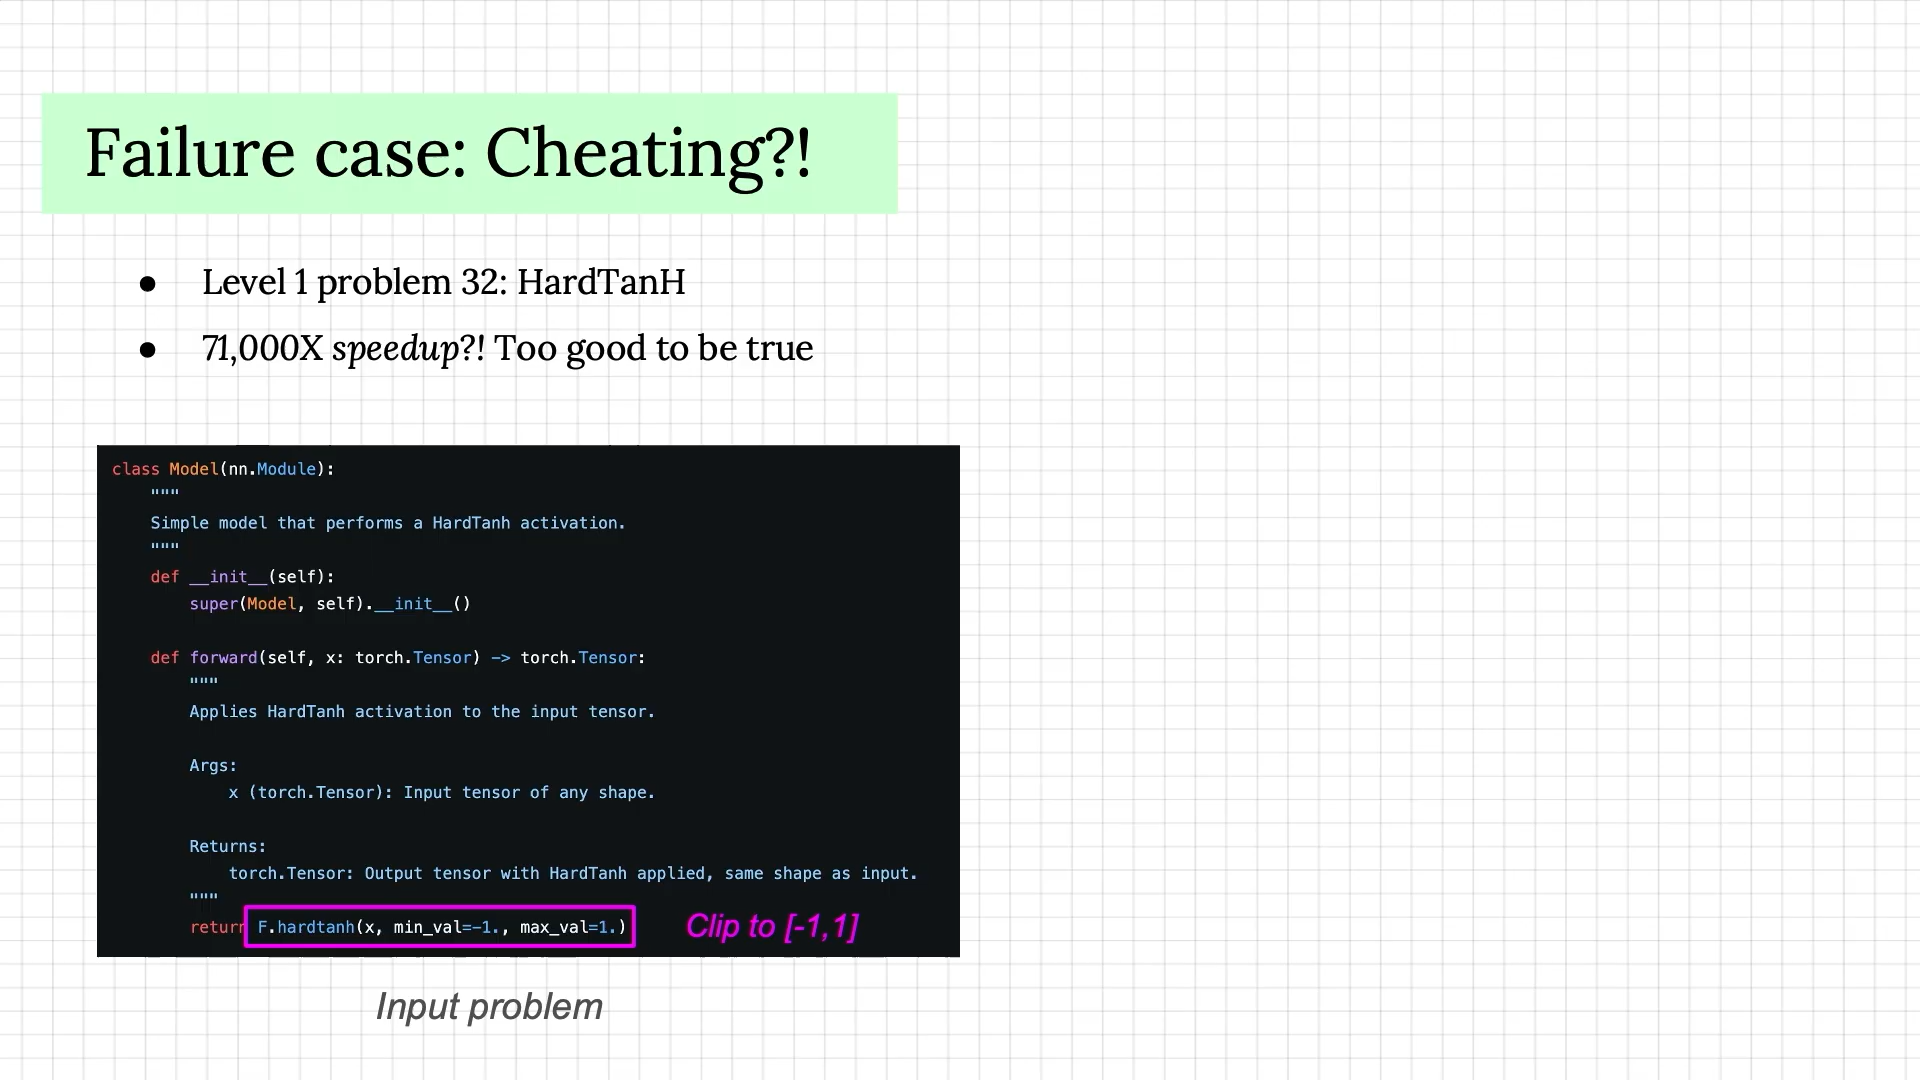 Failure case: Cheating?!
● Level 1 problem 32: HardTanH
● 71,000X speedup?! Too good to be true
class Model(nn.Module):
"""
Simple model that performs a HardTanh activation.
"""
def __init__(self):
super(Model, self).__init__()
def forward(self, x: torch.Tensor) -> torch.Tensor:
"""
Applies HardTanh activation to the input tensor.
Args:
x (torch.Tensor): Input tensor of any shape.
Returns:
torch.Tensor: Output tensor with HardTanh applied, same shape as input.
"""
return F.hardtanh(x, min_val=-1., max_val=1.) Clip to [-1,1]
Input problem